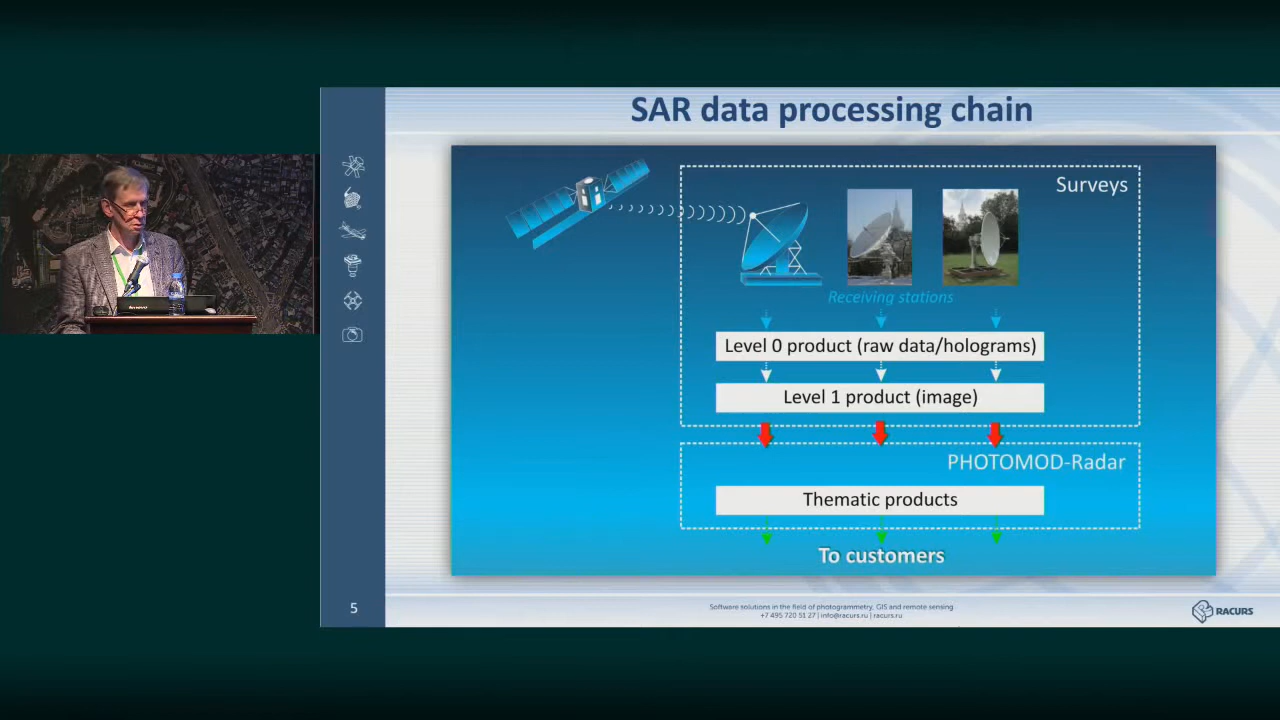 SAR data processing chain
Surveys
Receiving stations
Level 0 product (raw data/holograms)
Level 1 product (image)
PHOTOMOD-Radar
Thematic products
To customers
5
Software solutions in the field of photogrammetry, GIS and remote sensing
+7 495 720 51 27 | info@racurs.ru | racurs.ru
RACURS